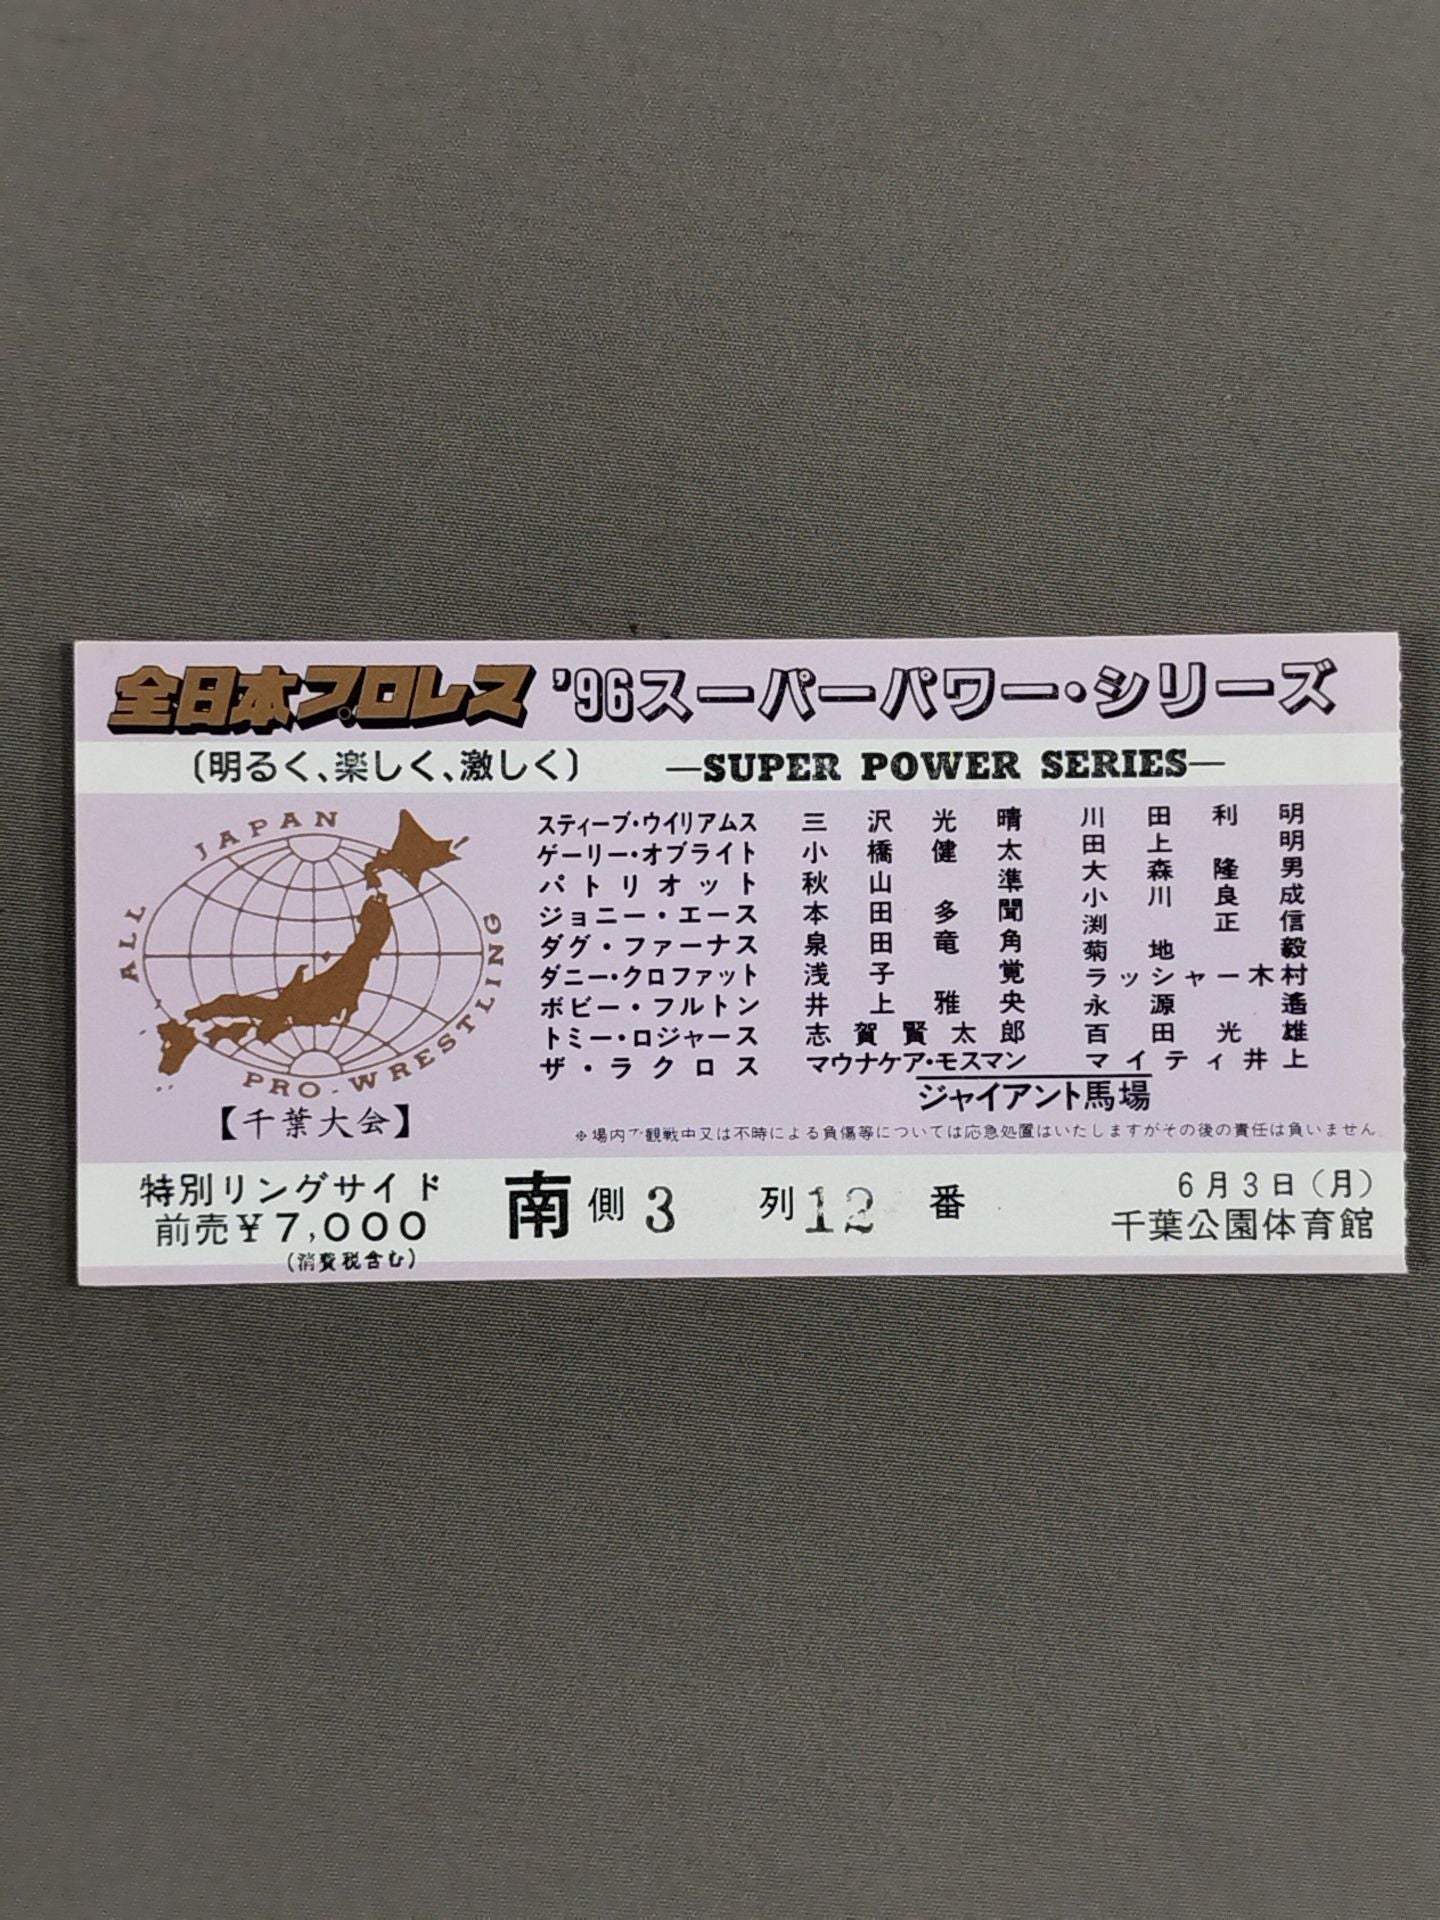 全日本プロレス '96スーパーパワー・シリーズ
(明るく、楽しく、激しく) —SUPER POWER SERIES—
ALL JAPAN PRO-WRESTLING
スティーブ・ウイリアムス 三沢光晴 川田利明
ゲーリー・オブライト 小橋健太 田上明
パトリオット 秋山準 大森隆男
ジョニー・エース 本田多聞 小川良成
ダグ・ファーナス 泉田竜角 渕正信
ダニー・クロファット 浅子覚 菊地毅
ボビー・フルトン 井上雅央 ラッシャー木村
トミー・ロジャース 志賀賢太郎 永源遙
ザ・ラクロス マウナケア・モスマン 百田光雄
マイティ井上
ジャイアント馬場
【千葉大会】
※場内で観戦中又は不時による負傷等については応急処置はいたしますがその後の責任は負いません
特別リングサイド
前売¥7,000
(消費税含む)
南側3列12番
6月3日(月)
千葉公園体育館